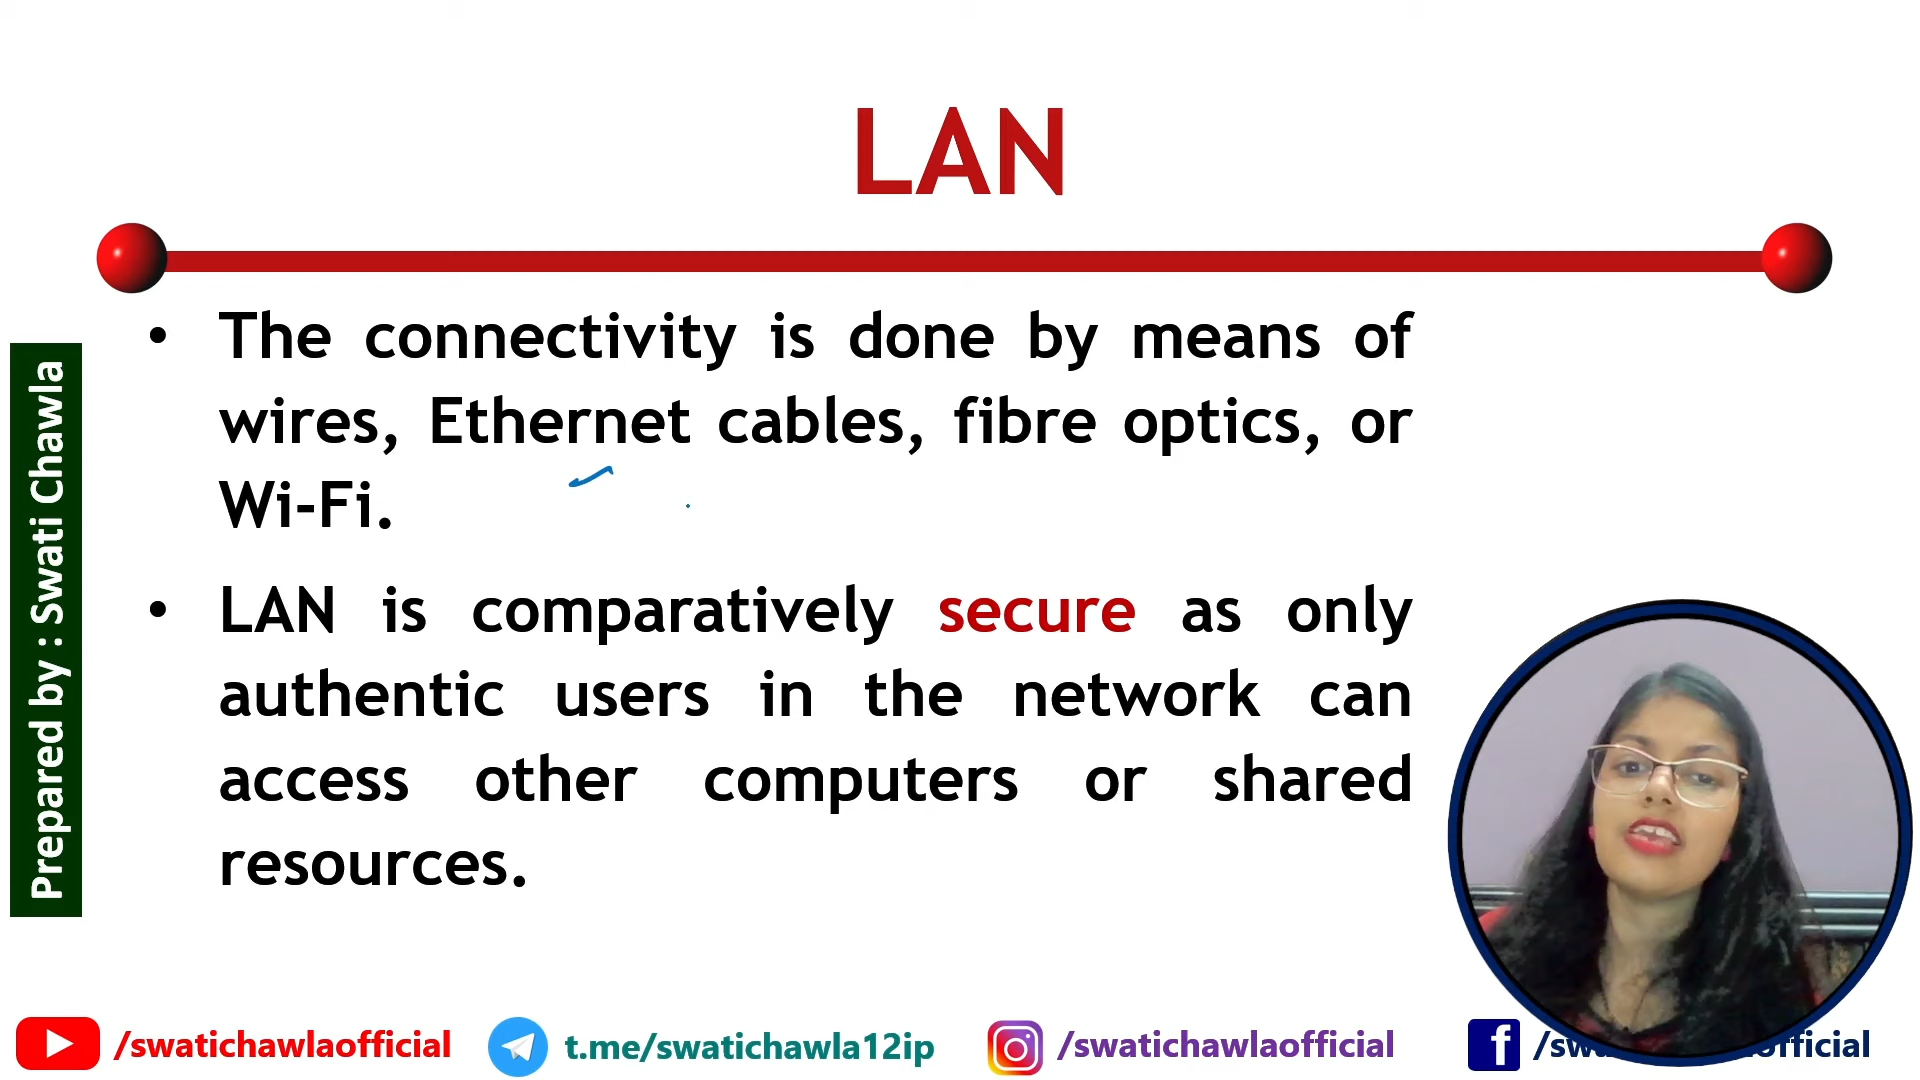 LAN
• The connectivity is done by means of
wires, Ethernet cables, fibre optics, or
Wi-Fi.
• LAN is comparatively secure as only
authentic users in the network can
access other computers or shared
resources.
Prepared by : Swati Chawla
/swatichawlaofficial
t.me/swatichawla12ip
/swatichawlaofficial